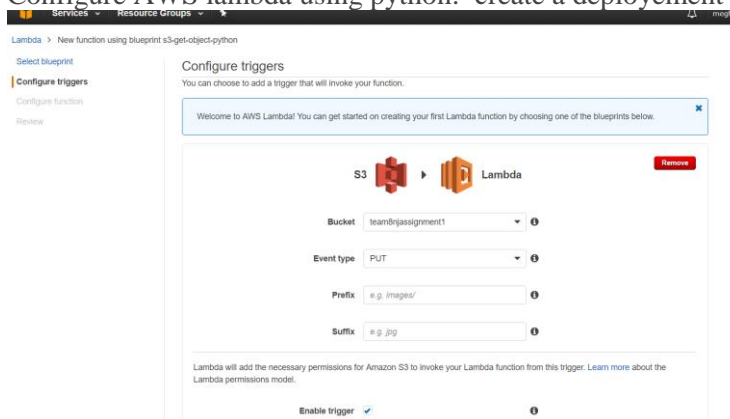 Configure AWS lambda using python:  create a deployement
Services
Resource Groups
Lambda > New function using blueprint s3-get-object-python
Select blueprint
Configure triggers
Configure function
Review
Configure triggers
You can choose to add a trigger that will invoke your function.
Welcome to AWS Lambda! You can get started on creating your first Lambda function by choosing one of the blueprints below.
S3
Lambda
Remove
Bucket
team8njassignment1
Event type
PUT
Prefix
e.g. images/
Suffix
e.g. jpg
Lambda will add the necessary permissions for Amazon S3 to invoke your Lambda function from this trigger. Learn more about the
Lambda permissions model.
Enable trigger